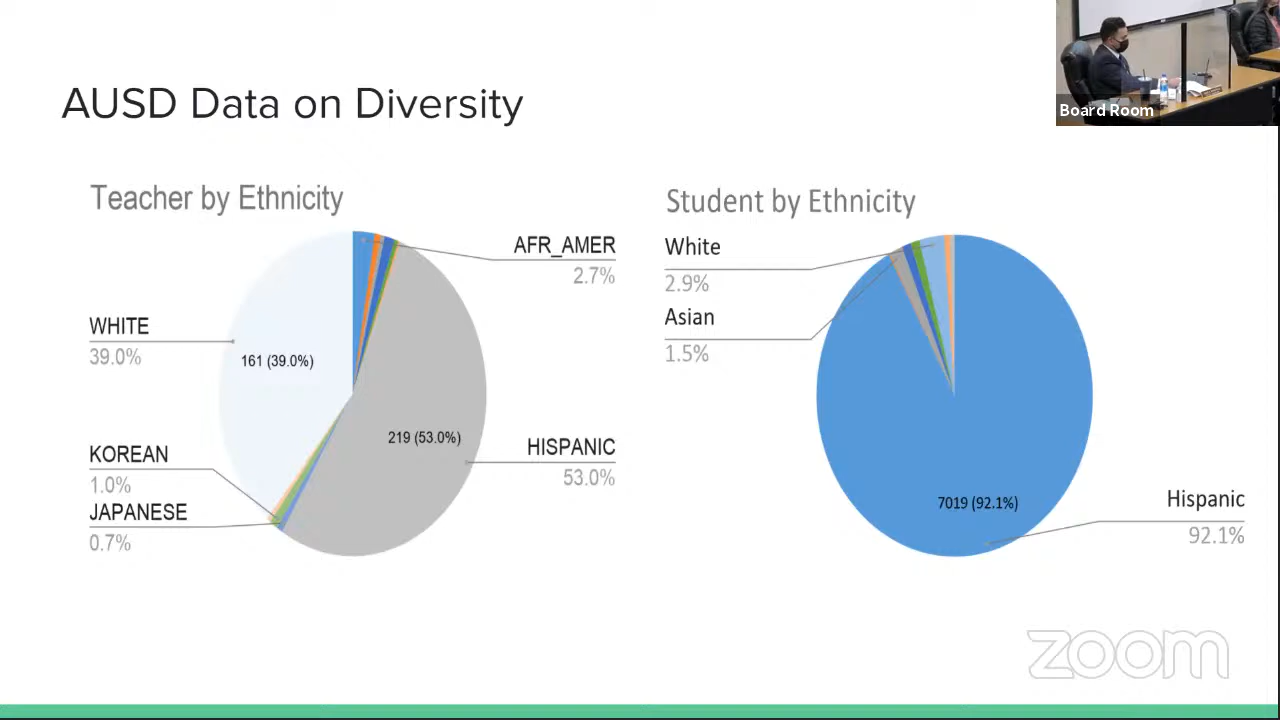 AUSD Data on Diversity
Board Room
Teacher by Ethnicity
AFR_AMER
2.7%
WHITE
39.0%
161 (39.0%)
219 (53.0%)
HISPANIC
53.0%
KOREAN
1.0%
JAPANESE
0.7%
Student by Ethnicity
White
2.9%
Asian
1.5%
7019 (92.1%)
Hispanic
92.1%
zoom